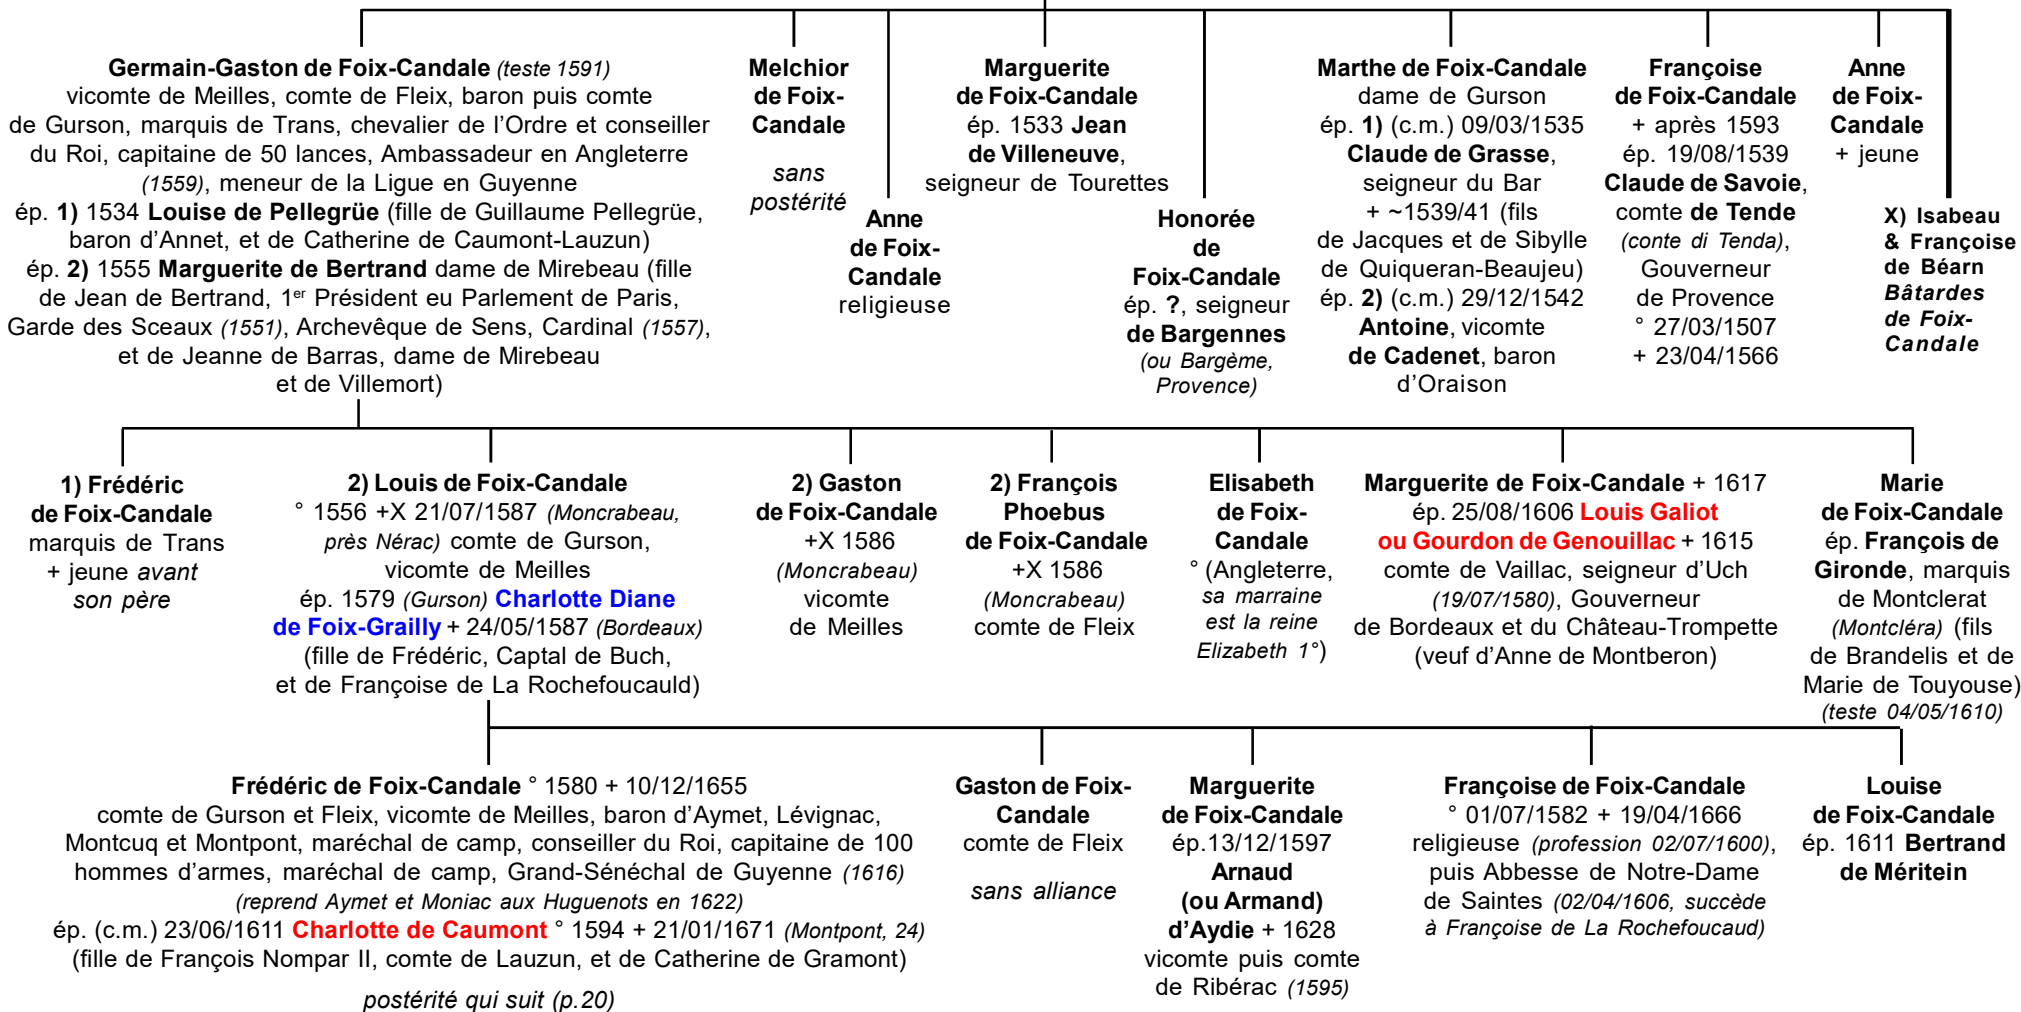 Germain-Gaston de Foix-Candale (teste 1591)
vicomte de Meilles, comte de Fleix, baron puis comte
de Gurson, marquis de Trans, chevalier de l’Ordre et conseiller
du Roi, capitaine de 50 lances, Ambassadeur en Angleterre
(1559), meneur de la Ligue en Guyenne
ép. 1) 1534 Louise de Pellegrüe (fille de Guillaume Pellegrüe,
baron d’Annet, et de Catherine de Caumont-Lauzun)
ép. 2) 1555 Marguerite de Bertrand dame de Mirebeau (fille
de Jean de Bertrand, 1er Président eu Parlement de Paris,
Garde des Sceaux (1551), Archevêque de Sens, Cardinal (1557),
et de Jeanne de Barras, dame de Mirebeau
et de Villemort)
Melchior
de Foix-
Candale
sans
postérité
Anne
de Foix-
Candale
religieuse
Marguerite
de Foix-Candale
ép. 1533 Jean
de Villeneuve,
seigneur de Tourettes
Honorée
de
Foix-Candale
ép. ?, seigneur
de Bargennes
(ou Bargème,
Provence)
Marthe de Foix-Candale
dame de Gurson
ép. 1) (c.m.) 09/03/1535
Claude de Grasse,
seigneur du Bar
+ ~1539/41 (fils
de Jacques et de Sibylle
de Quiqueran-Beaujeu)
ép. 2) (c.m.) 29/12/1542
Antoine, vicomte
de Cadenet, baron
d’Oraison
Françoise
de Foix-Candale
+ après 1593
ép. 19/08/1539
Claude de Savoie,
comte de Tende
(conte di Tenda),
Gouverneur
de Provence
° 27/03/1507
+ 23/04/1566
Anne
de Foix-
Candale
+ jeune
X) Isabeau
& Françoise
de Béarn
Bâtardes
de Foix-
Candale
1) Frédéric
de Foix-Candale
marquis de Trans
+ jeune avant
son père
2) Louis de Foix-Candale
° 1556 +X 21/07/1587 (Moncrabeau,
près Nérac) comte de Gurson,
vicomte de Meilles
ép. 1579 (Gurson) Charlotte Diane
de Foix-Grailly + 24/05/1587 (Bordeaux)
(fille de Frédéric, Captal de Buch,
et de Françoise de La Rochefoucauld)
2) Gaston
de Foix-Candale
+X 1586
(Moncrabeau)
vicomte
de Meilles
2) François
Phoebus
de Foix-Candale
+X 1586
(Moncrabeau)
comte de Fleix
Elisabeth
de Foix-
Candale
° (Angleterre,
sa marraine
est la reine
Elizabeth 1°)
Marguerite de Foix-Candale + 1617
ép. 25/08/1606 Louis Galiot
ou Gourdon de Genouillac + 1615
comte de Vaillac, seigneur d’Uch
(19/07/1580), Gouverneur
de Bordeaux et du Château-Trompette
(veuf d’Anne de Montberon)
Marie
de Foix-Candale
ép. François de
Gironde, marquis
de Montclerat
(Montcléra) (fils
de Brandelis et de
Marie de Touyouse)
(teste 04/05/1610)
Frédéric de Foix-Candale ° 1580 + 10/12/1655
comte de Gurson et Fleix, vicomte de Meilles, baron d’Aymet, Lévignac,
Montcuq et Montpont, maréchal de camp, conseiller du Roi, capitaine de 100
hommes d’armes, maréchal de camp, Grand-Sénéchal de Guyenne (1616)
(reprend Aymet et Moniac aux Huguenots en 1622)
ép. (c.m.) 23/06/1611 Charlotte de Caumont ° 1594 + 21/01/1671 (Montpont, 24)
(fille de François Nompar II, comte de Lauzun, et de Catherine de Gramont)
postérité qui suit (p.20)
Gaston de Foix-
Candale
comte de Fleix
sans alliance
Marguerite
de Foix-Candale
ép.13/12/1597
Arnaud
(ou Armand)
d’Aydie + 1628
vicomte puis comte
de Ribérac (1595)
Françoise de Foix-Candale
° 01/07/1582 + 19/04/1666
religieuse (profession 02/07/1600),
puis Abbesse de Notre-Dame
de Saintes (02/04/1606, succède
à Françoise de La Rochefoucaud)
Louise
de Foix-Candale
ép. 1611 Bertrand
de Méritein